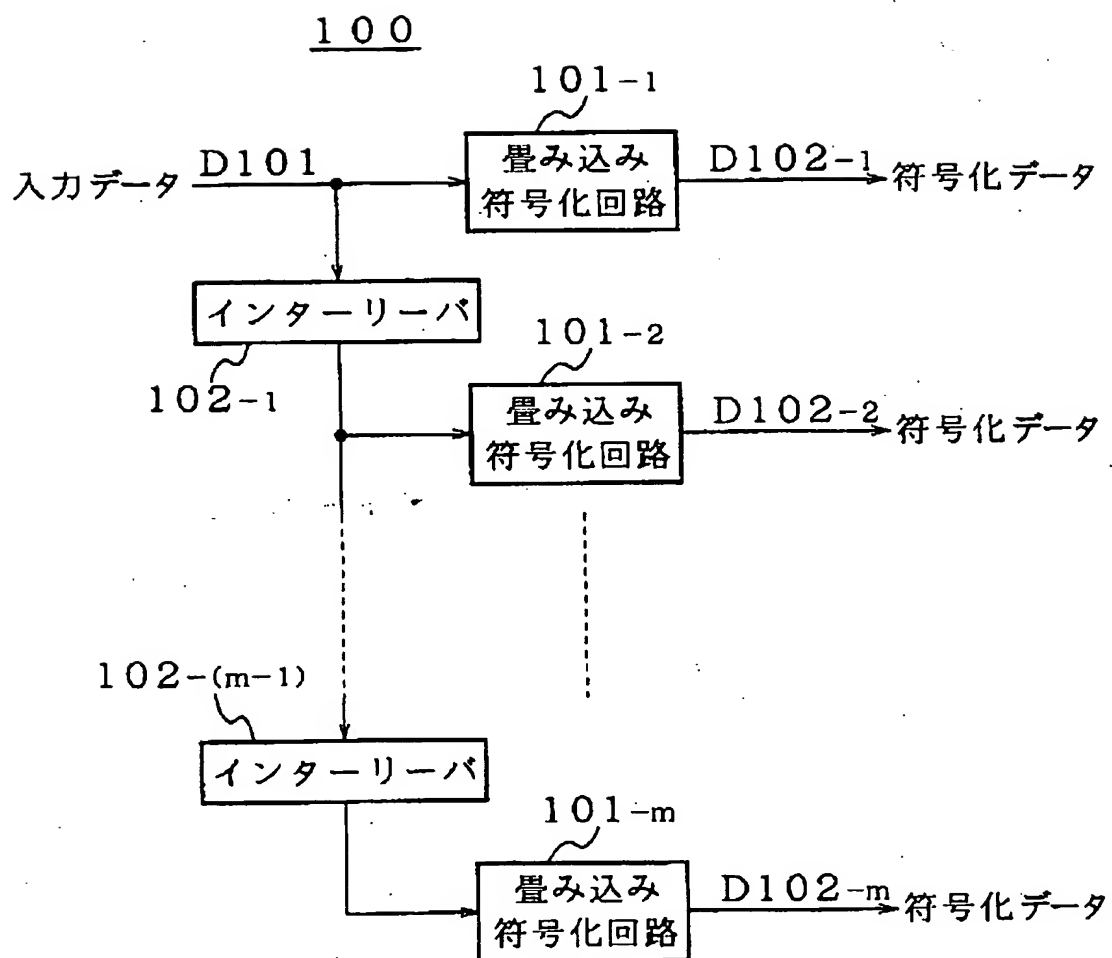 １００
101-1
入力データ
D101
畳み込み
符号化回路
D102-1
符号化データ
インターリーバ
102-1
101-2
畳み込み
符号化回路
D102-2
符号化データ
102-(m-1)
インターリーバ
101-m
畳み込み
符号化回路
D102-m
符号化データ